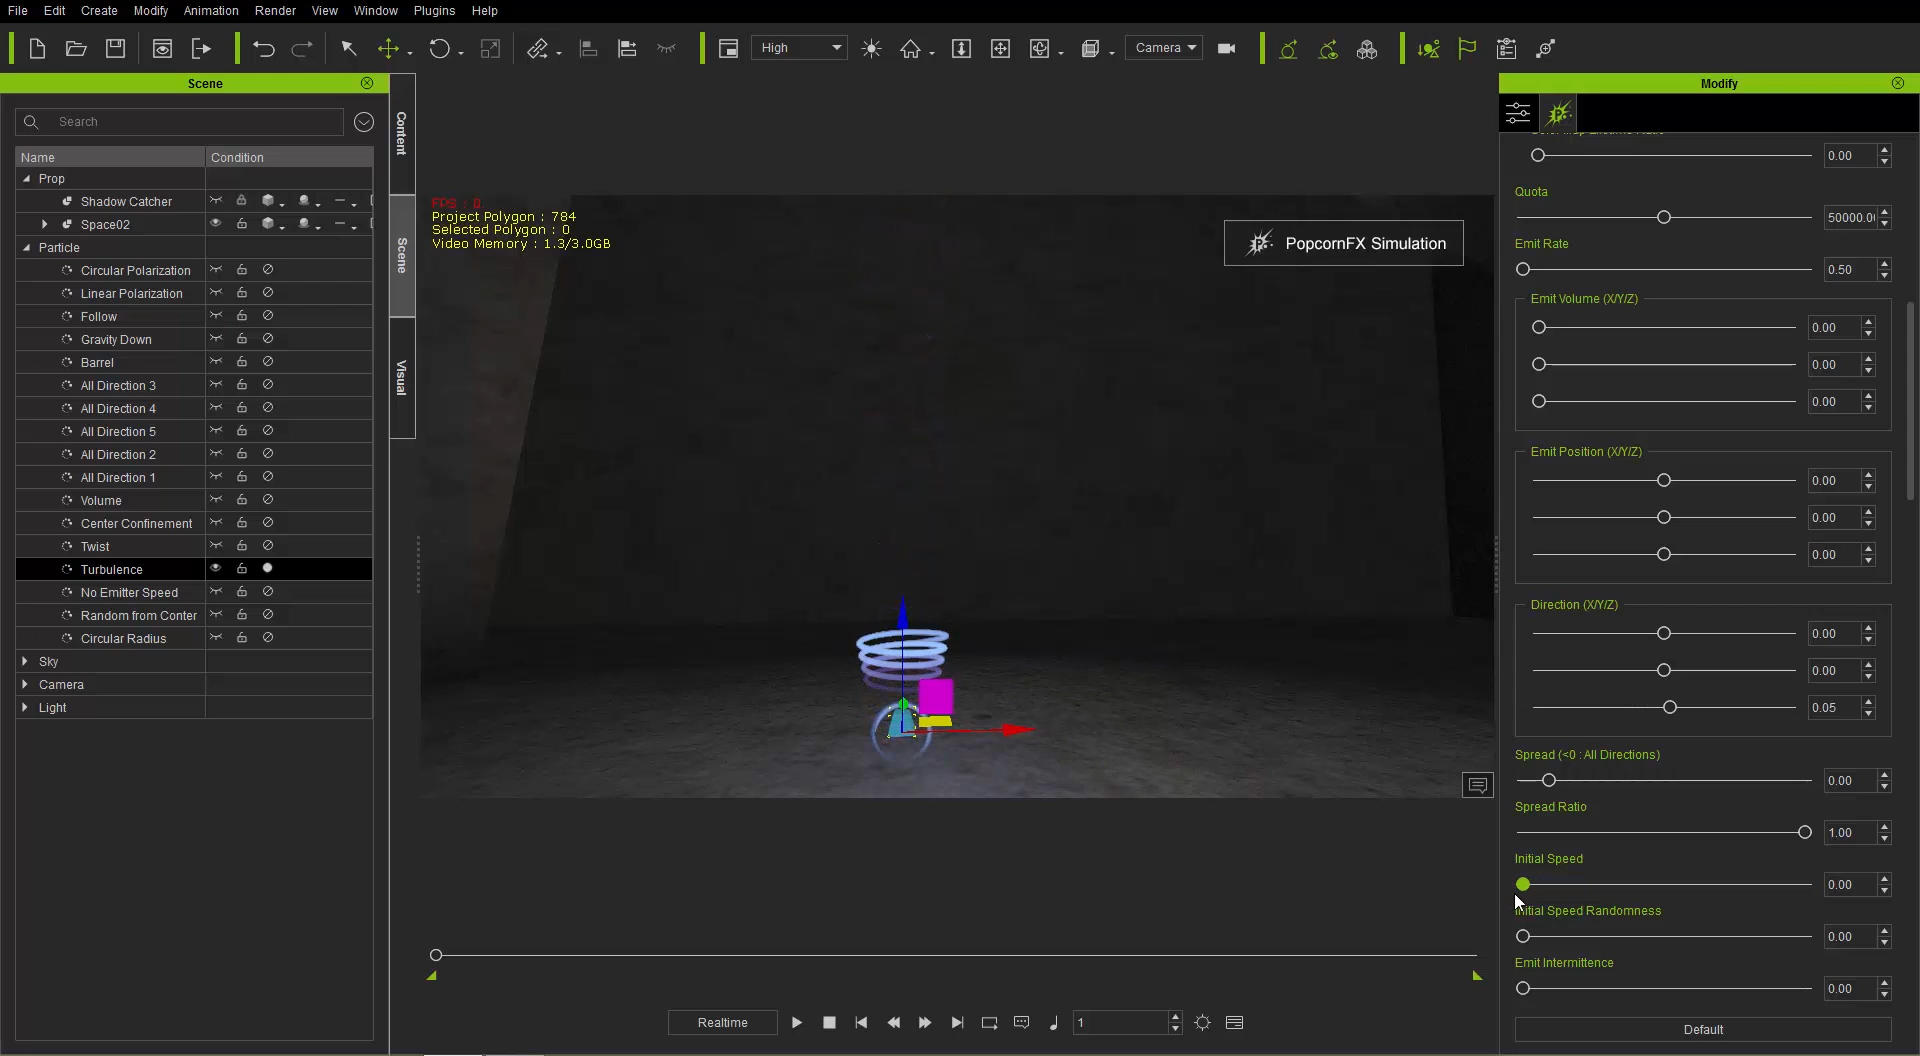 File Edit Create Modify Animation Render View Window Plugins Help
High
Camera
Scene
Modify
Search
Content
Scene
Visual
Name Condition
Prop
Shadow Catcher
Space02
Particle
Circular Polarization
Linear Polarization
Follow
Gravity Down
Barrel
All Direction 3
All Direction 4
All Direction 5
All Direction 2
All Direction 1
Volume
Center Confinement
Twist
Turbulence
No Emitter Speed
Random from Conter
Circular Radius
Sky
Camera
Light
FPS : 0
Project Polygon : 784
Selected Polygon : 0
Video Memory : 1.3/3.0GB
PopcornFX Simulation
0.00
Quota
50000.0
Emit Rate
0.50
Emit Volume (X/Y/Z)
0.00
0.00
0.00
Emit Position (X/Y/Z)
0.00
0.00
0.00
Direction (X/Y/Z)
0.00
0.00
0.05
Spread (<0 : All Directions)
0.00
Spread Ratio
1.00
Initial Speed
0.00
Initial Speed Randomness
0.00
Emit Intermittence
0.00
Default
Realtime
1